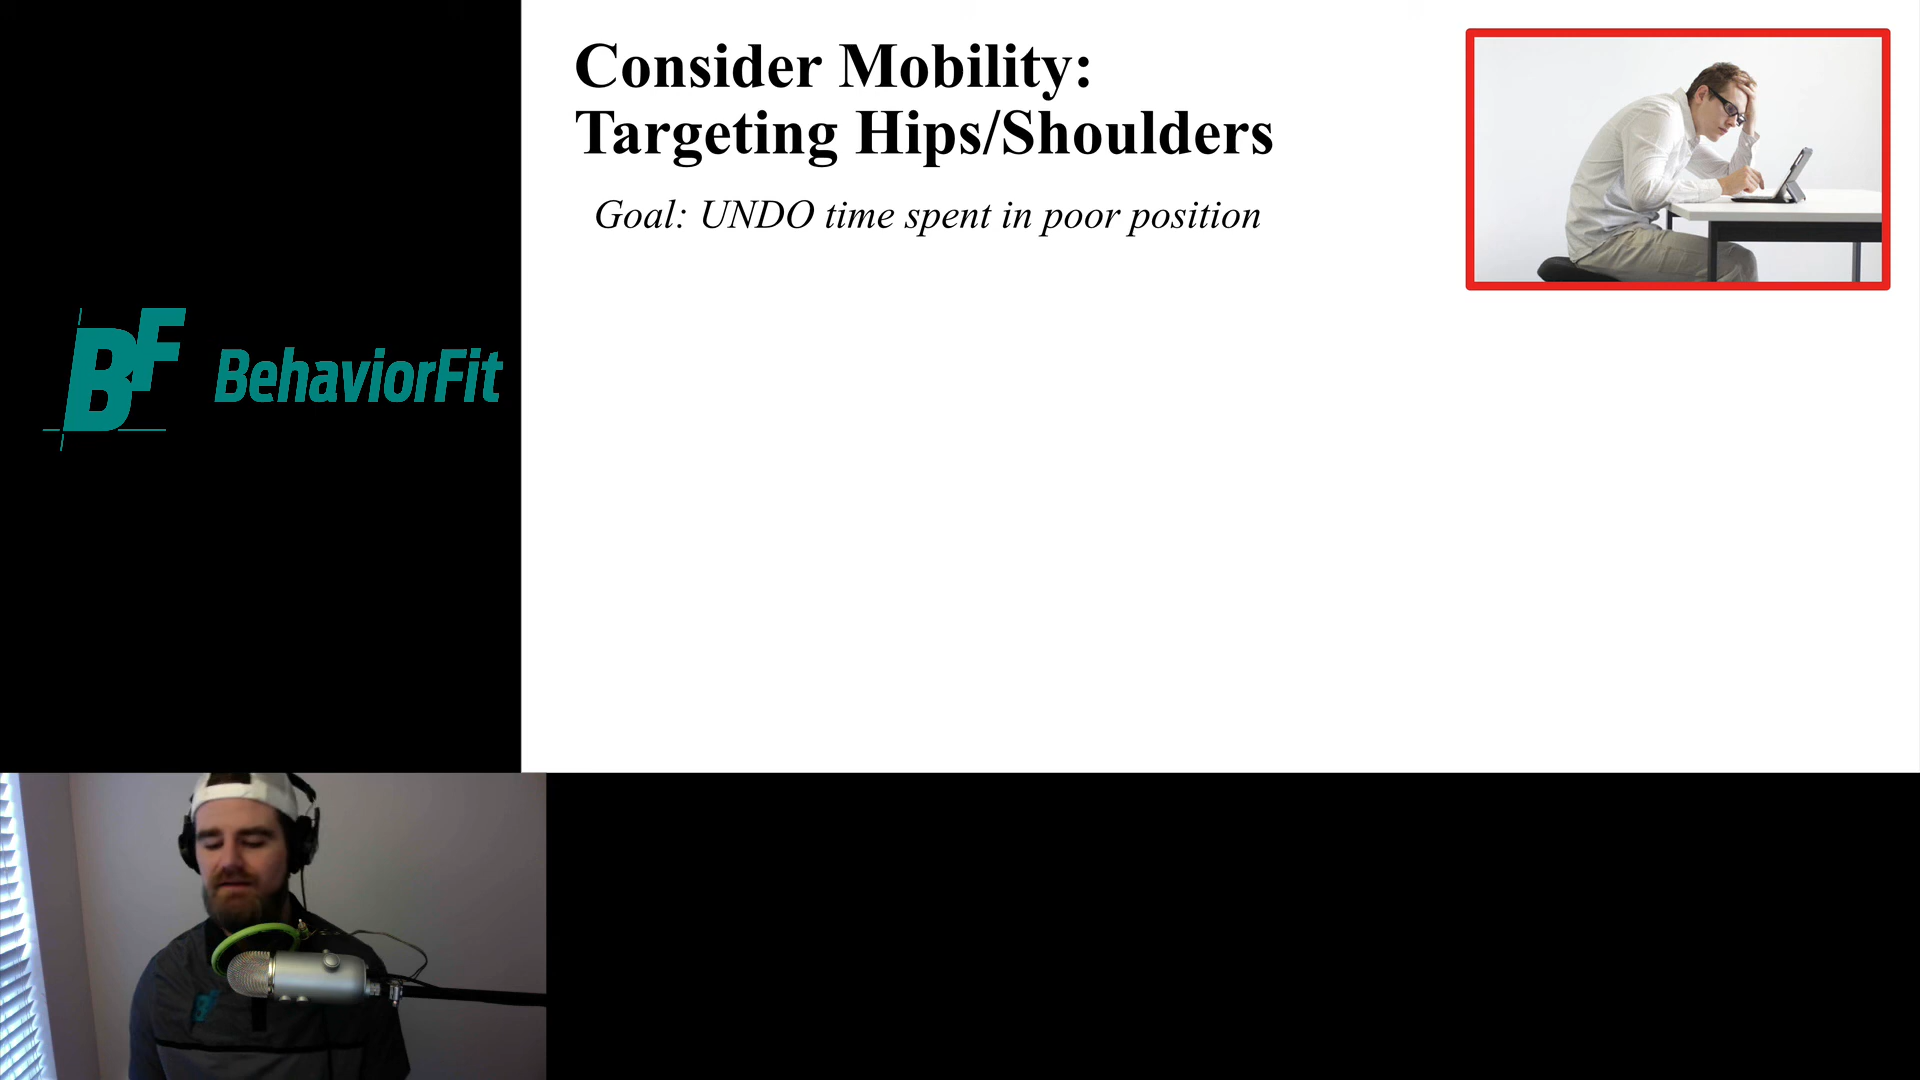 Consider Mobility:
Targeting Hips/Shoulders
Goal: UNDO time spent in poor position
BF BehaviorFit